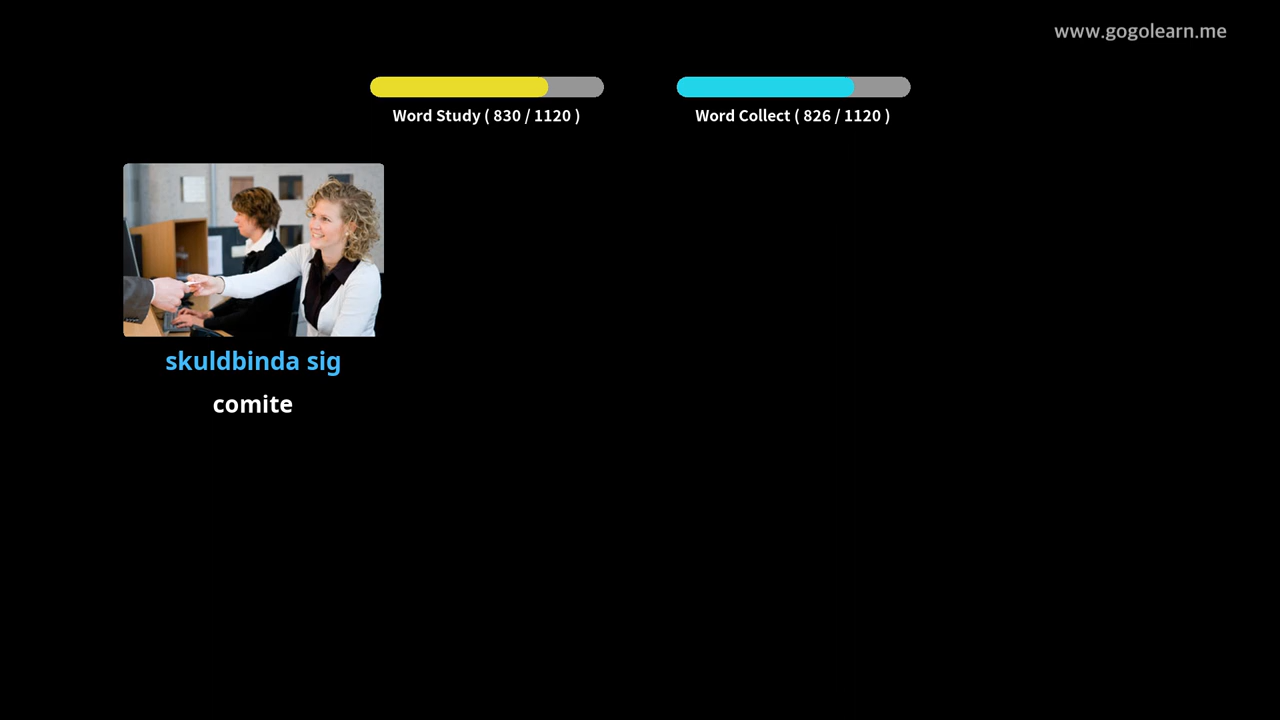 www.gogolearn.me
Word Study ( 830 / 1120 )
Word Collect ( 826 / 1120 )
skuldbinda sig
comite